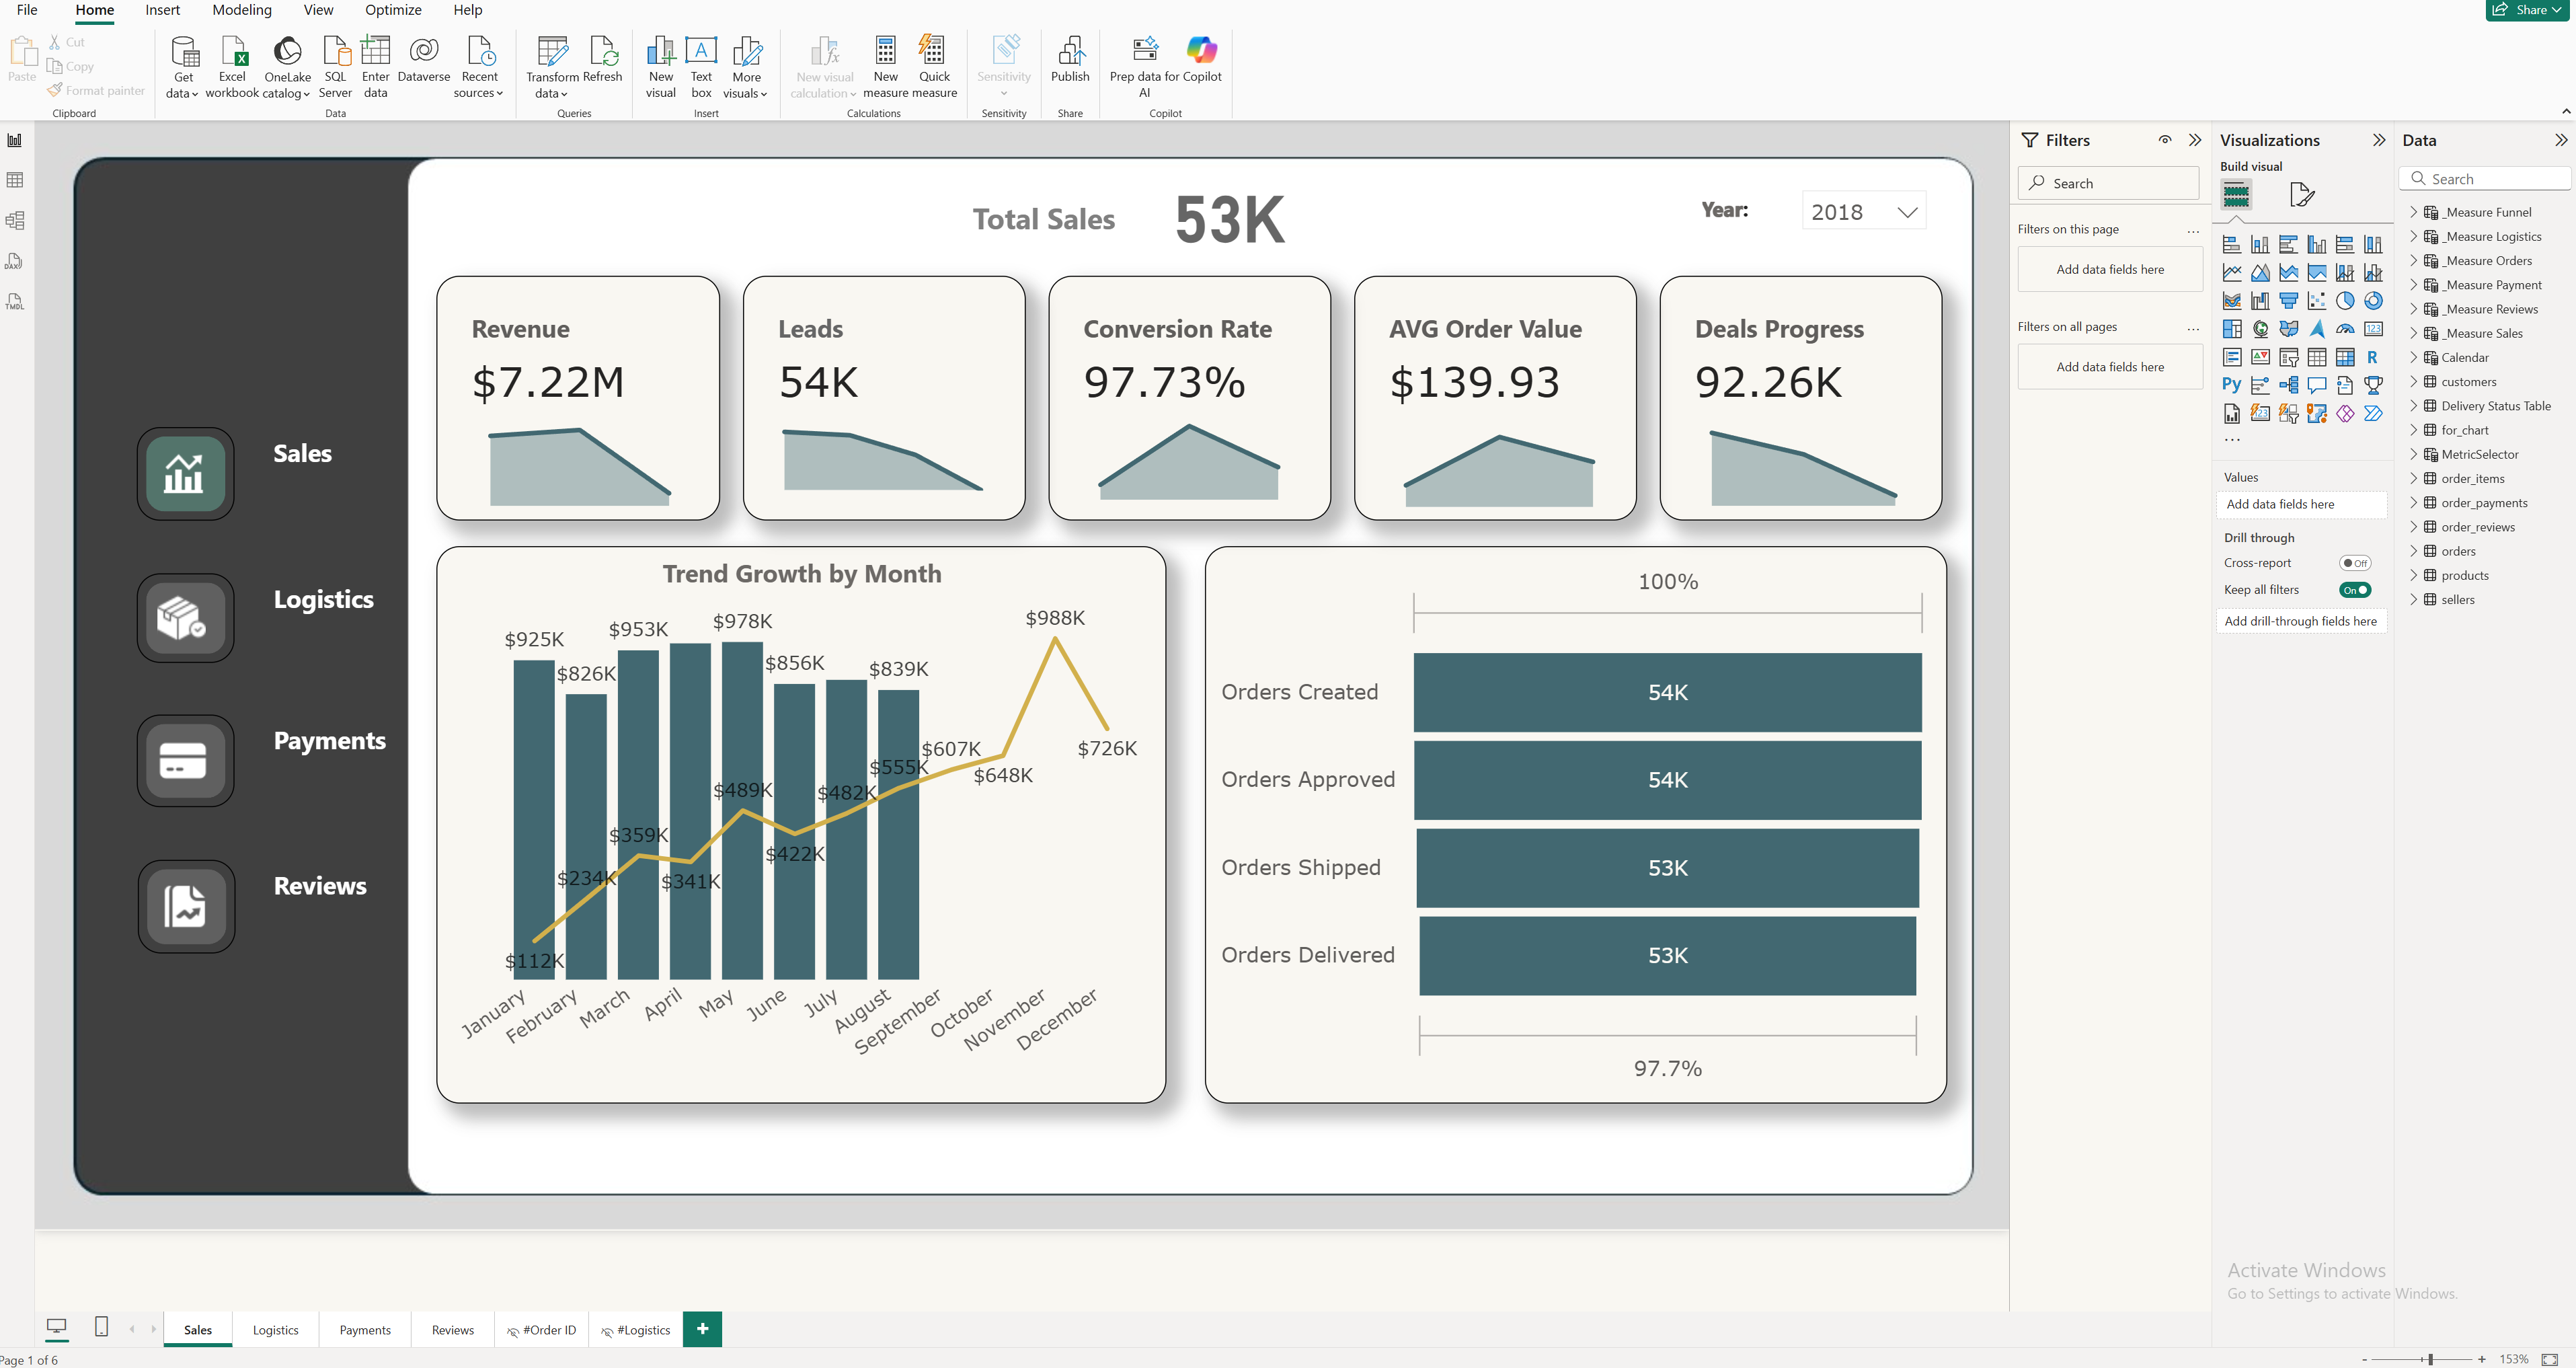 File Home Insert Modeling View Optimize Help Share
Paste
Cut
Copy
Format painter
Clipboard
Get data
Excel workbook
OneLake catalog
SQL Server
Enter data
Dataverse
Recent sources
Data
Transform data
Refresh
Queries
New visual
Text box
More visuals
Insert
New visual calculation
New measure
Quick measure
Calculations
Sensitivity
Sensitivity
Publish
Share
Prep data for AI
Copilot
Copilot
DAX
TMDL
Sales
Logistics
Payments
Reviews
Total Sales 53K
Year: 2018
Revenue
$7.22M
Leads
54K
Conversion Rate
97.73%
AVG Order Value
$139.93
Deals Progress
92.26K
Trend Growth by Month
$925K
$826K
$953K
$978K
$856K
$839K
$112K
$234K
$359K
$341K
$489K
$422K
$482K
$555K
$607K
$648K
$988K
$726K
January
February
March
April
May
June
July
August
September
October
November
December
100%
Orders Created 54K
Orders Approved 54K
Orders Shipped 53K
Orders Delivered 53K
97.7%
Filters
Search
Filters on this page ...
Add data fields here
Filters on all pages ...
Add data fields here
Visualizations
Build visual
123
R
Py
123
...
Values
Add data fields here
Drill through
Cross-report Off
Keep all filters On
Add drill-through fields here
Data
Search
_Measure Funnel
_Measure Logistics
_Measure Orders
_Measure Payment
_Measure Reviews
_Measure Sales
Calendar
customers
Delivery Status Table
for_chart
MetricSelector
order_items
order_payments
order_reviews
orders
products
sellers
Activate Windows
Go to Settings to activate Windows.
Sales Logistics Payments Reviews #Order ID #Logistics +
Page 1 of 6
- + 153%